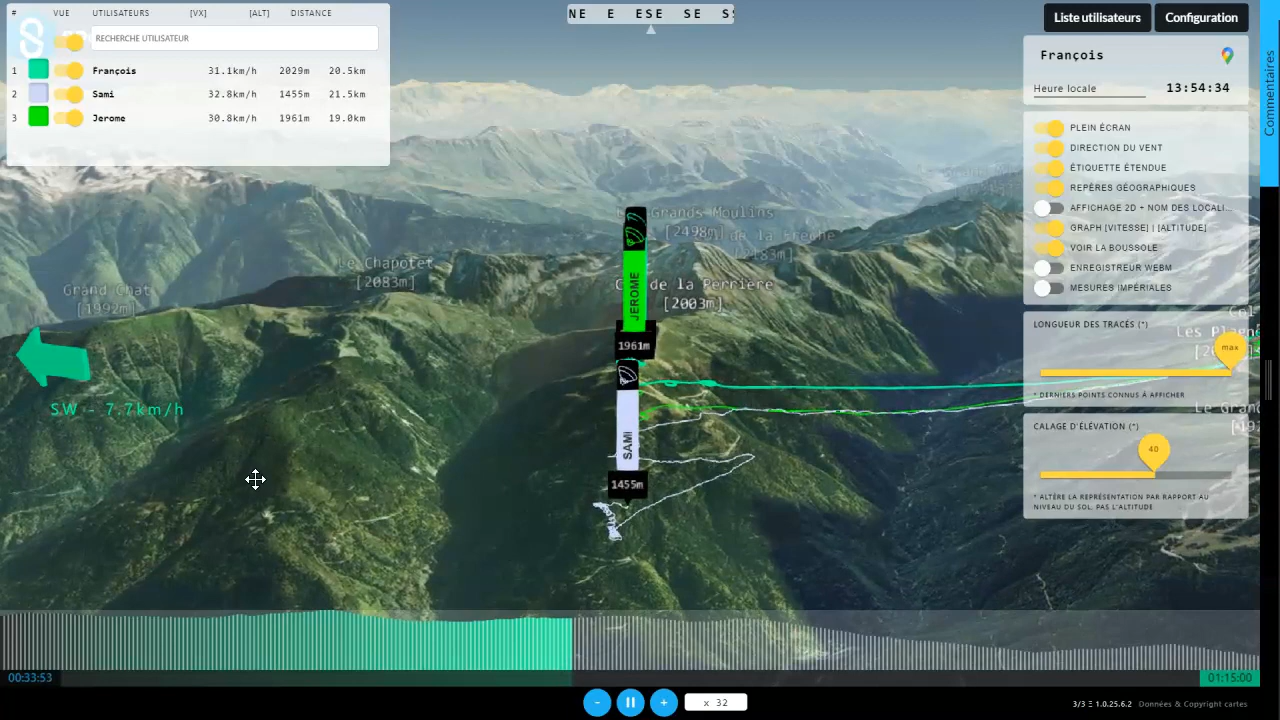 # VUE UTILISATEURS [VX] [ALT] DISTANCE
RECHERCHE UTILISATEUR
1 François 31.1km/h 2029m 20.5km
2 Sami 32.8km/h 1455m 21.5km
3 Jerome 30.8km/h 1961m 19.0km
NE E ESE SE
Liste utilisateurs
Configuration
Commentaires
François
Heure locale 13:54:34
PLEIN ÉCRAN
DIRECTION DU VENT
ÉTIQUETTE ÉTENDUE
REPÈRES GÉOGRAPHIQUES
AFFICHAGE 2D + NOM DES LOCALI...
GRAPH [VITESSE] | [ALTITUDE]
VOIR LA BOUSSOLE
ENREGISTREUR WEBM
MESURES IMPÉRIALES
LONGUEUR DES TRACÉS (*)
max
* DERNIERS POINTS CONNUS À AFFICHER
CALAGE D'ÉLÉVATION (*)
40
* ALTÈRE LA REPRÉSENTATION PAR RAPPORT AU
NIVEAU DU SOL, PAS L'ALTITUDE
Grands Moulins
[2498m]
de la Frêche
Le Chapotet
[2083m]
Grand Chat
[1992m]
de la Perrière
[2003m]
JEROME
1961m
SAMI
1455m
SW - 7.7km/h
00:33:53
01:15:00
- + x 32
3/3 Ξ 1.0.25.6.2 Données & Copyright cartes